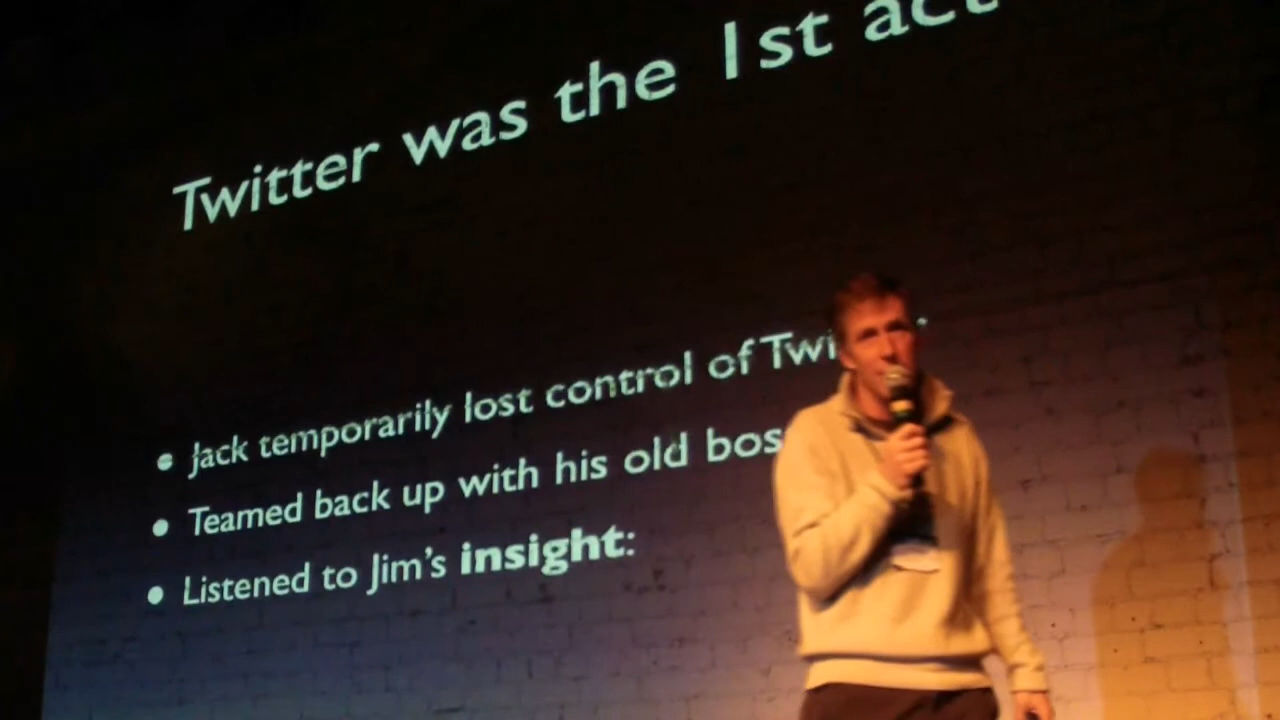 Twitter was the 1st act
Jack temporarily lost control of
Teamed back up with his old
Listened to Jim's insight: